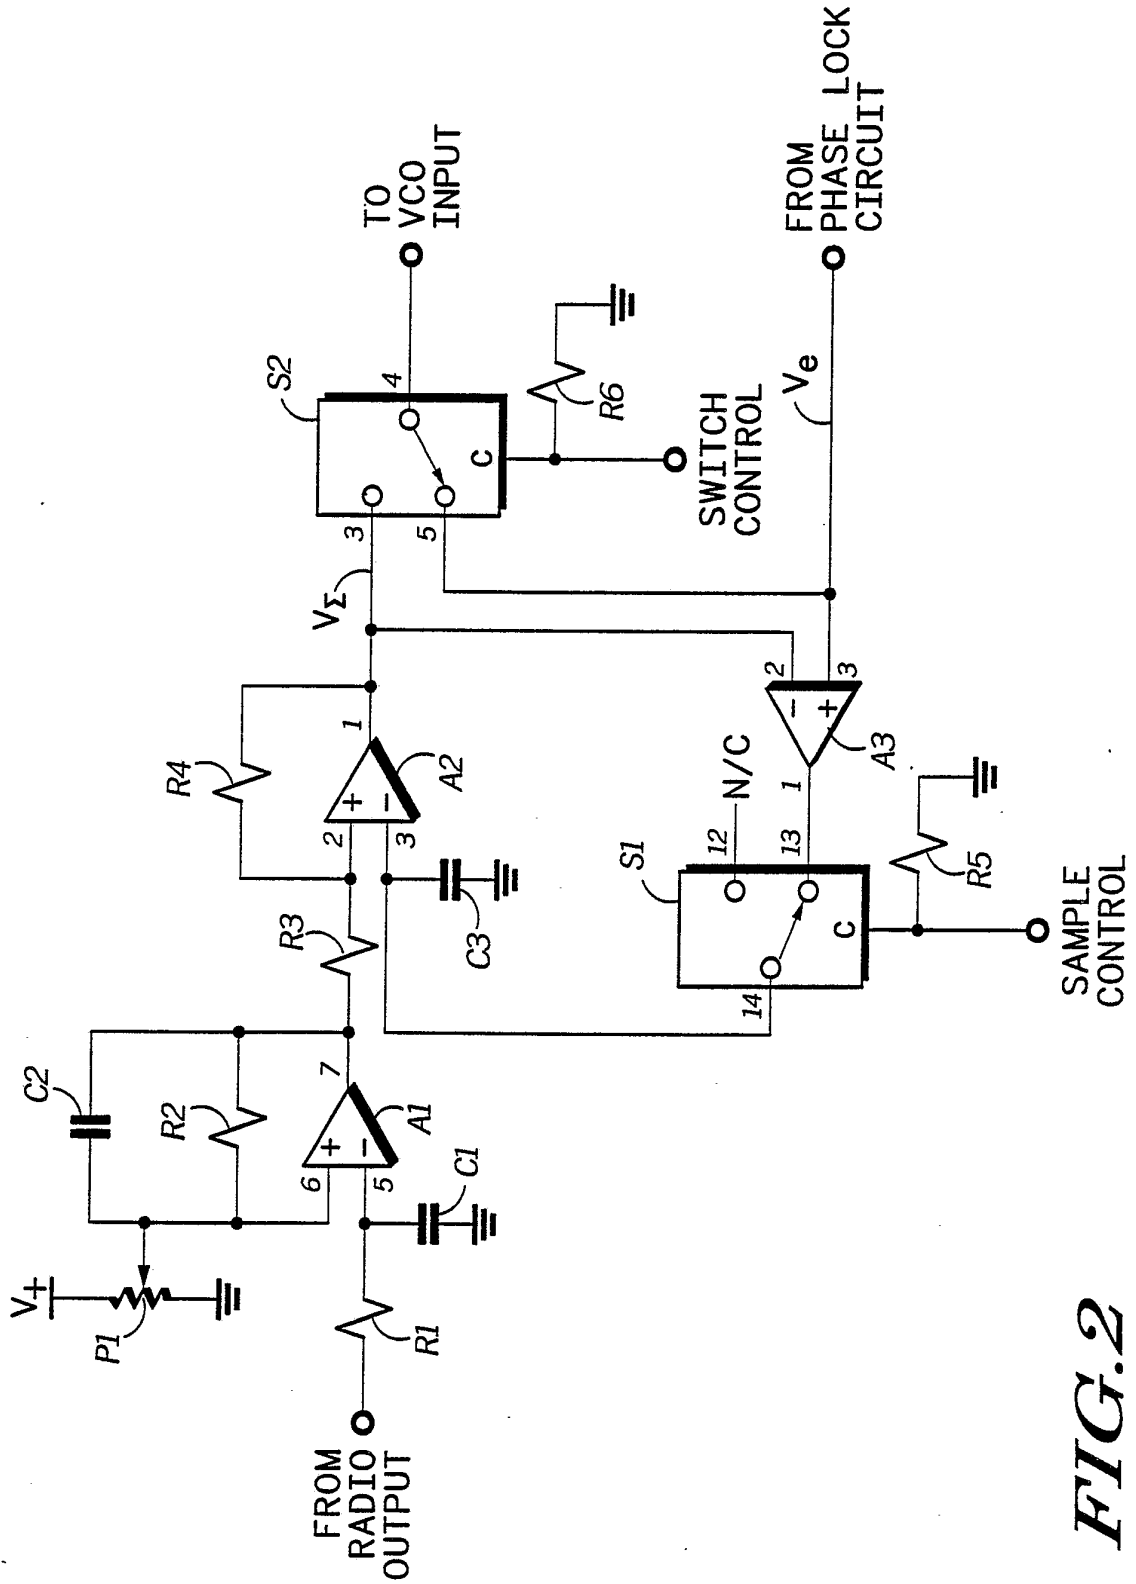 V+
P1
C2
R2
6
+
−
5
7
A1
C1
R1
FROM
RADIO
OUTPUT
R3
R4
2
+
−
3
1
A2
C3
VΣ
S2
3
5
4
C
TO
VCO
INPUT
R6
SWITCH
CONTROL
S1
12
N/C
13
14
C
1
2
−
+
3
A3
Ve
FROM
PHASE LOCK
CIRCUIT
R5
SAMPLE
CONTROL
FIG.2